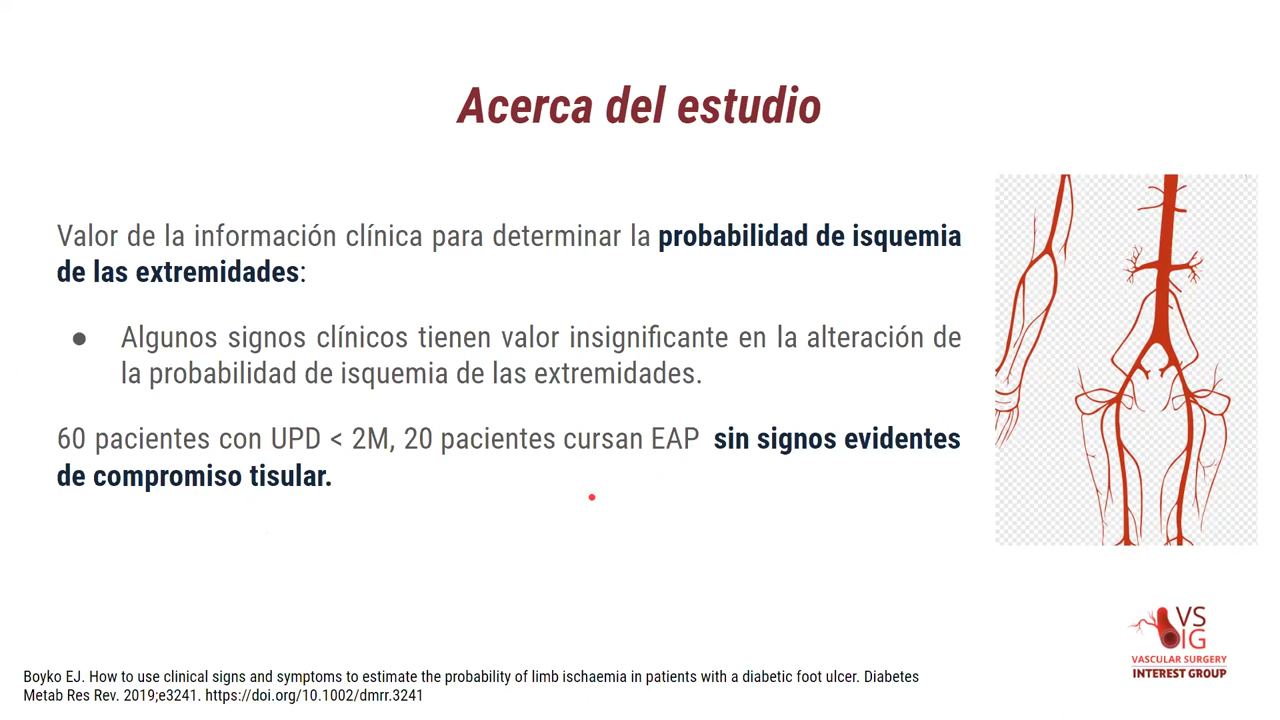 Acerca del estudio
Valor de la información clínica para determinar la probabilidad de isquemia
de las extremidades:
● Algunos signos clínicos tienen valor insignificante en la alteración de
la probabilidad de isquemia de las extremidades.
60 pacientes con UPD < 2M, 20 pacientes cursan EAP sin signos evidentes
de compromiso tisular.
VS
IG
VASCULAR SURGERY
INTEREST GROUP
Boyko EJ. How to use clinical signs and symptoms to estimate the probability of limb ischaemia in patients with a diabetic foot ulcer. Diabetes
Metab Res Rev. 2019;e3241. https://doi.org/10.1002/dmrr.3241